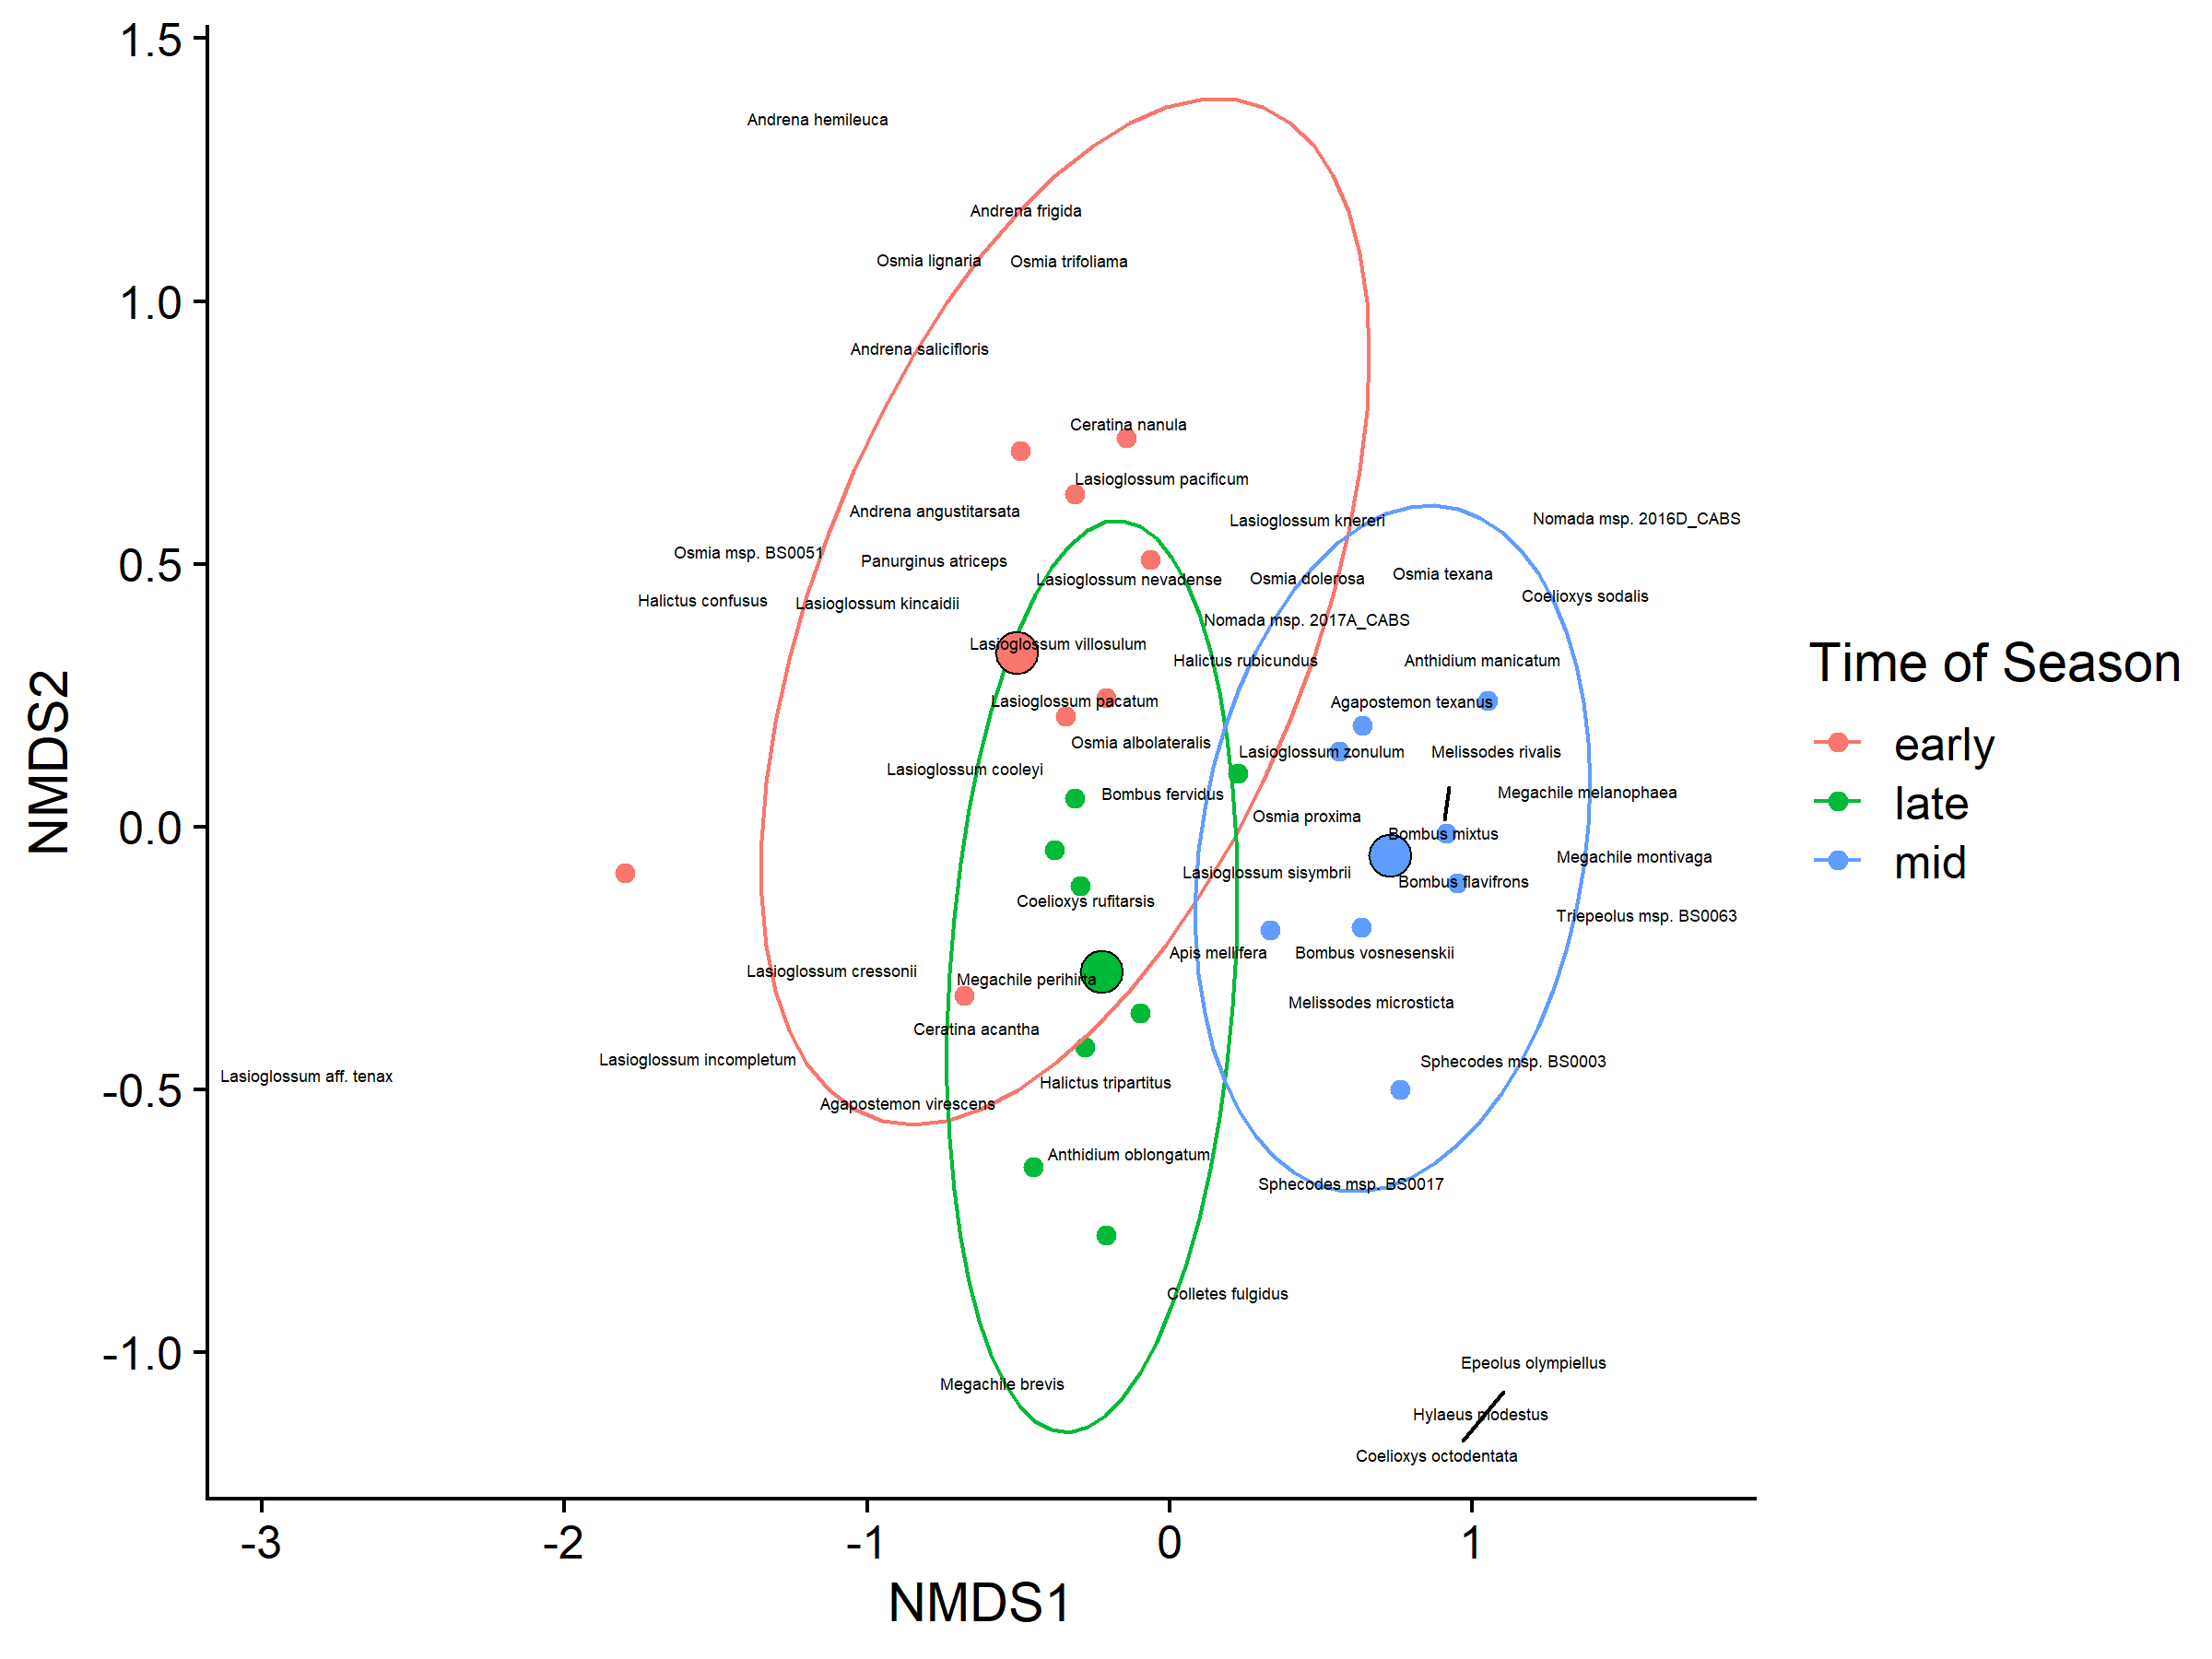 1.5
Andrena hemileuca
Andrena frigida
Osmia lignaria
Osmia trifoliama
1.0
Andrena salicifloris
Ceratina nanula
Lasioglossum pacificum
Andrena angustitarsata
Lasioglossum knereri
Nomada msp. 2016D_CABS
Osmia msp. BS0051
Panurginus atriceps
0.5
Lasioglossum nevadense
Osmia dolerosa
Osmia texana
Halictus confusus
Lasioglossum kincaidii
Coelioxys sodalis
Nomada msp. 2017A_CABS
Lasioglossum villosulum
Halictus rubicundus
Anthidium manicatum
Time of Season
Lasioglossum pacatum
Agapostemon texanus
early
Osmia albolateralis
Lasioglossum zonulum
Melissodes rivalis
Lasioglossum cooleyi
Bombus fervidus
Megachile melanophaea
late
NMDS2
0.0
Osmia proxima
Bombus mixtus
Megachile montivaga
mid
Lasioglossum sisymbrii
Bombus flavifrons
Coelioxys rufitarsis
Triepeolus msp. BS0063
Apis mellifera
Bombus vosnesenskii
Lasioglossum cressonii
Megachile perihirta
Melissodes microsticta
Ceratina acantha
Lasioglossum incompletum
Sphecodes msp. BS0003
Lasioglossum aff. tenax
Halictus tripartitus
-0.5
Agapostemon virescens
Anthidium oblongatum
Sphecodes msp. BS0017
Colletes fulgidus
-1.0
Epeolus olympiellus
Megachile brevis
Hylaeus modestus
Coelioxys octodentata
-3
-2
-1
0
1
NMDS1